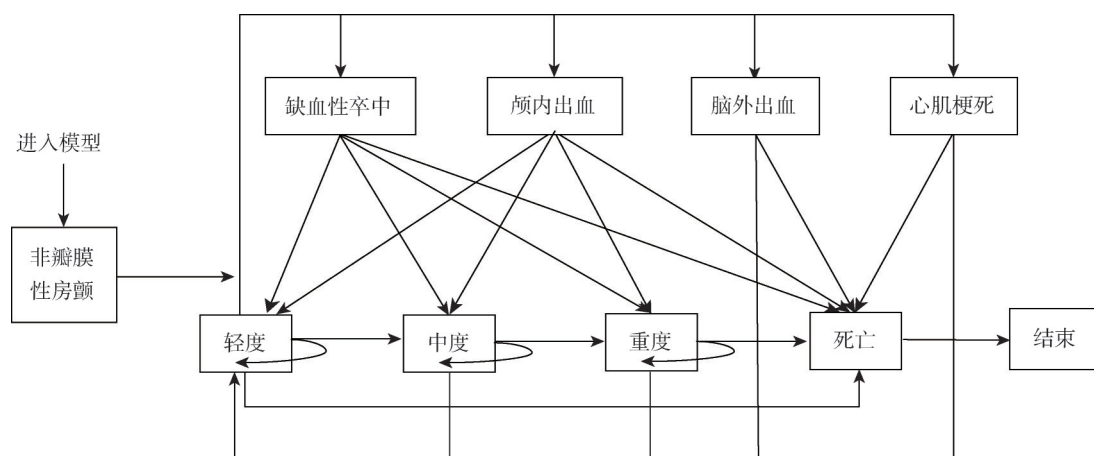 缺血性卒中
颅内出血
脑外出血
心肌梗死
进入模型
非瓣膜
性房颤
轻度
中度
重度
死亡
结束